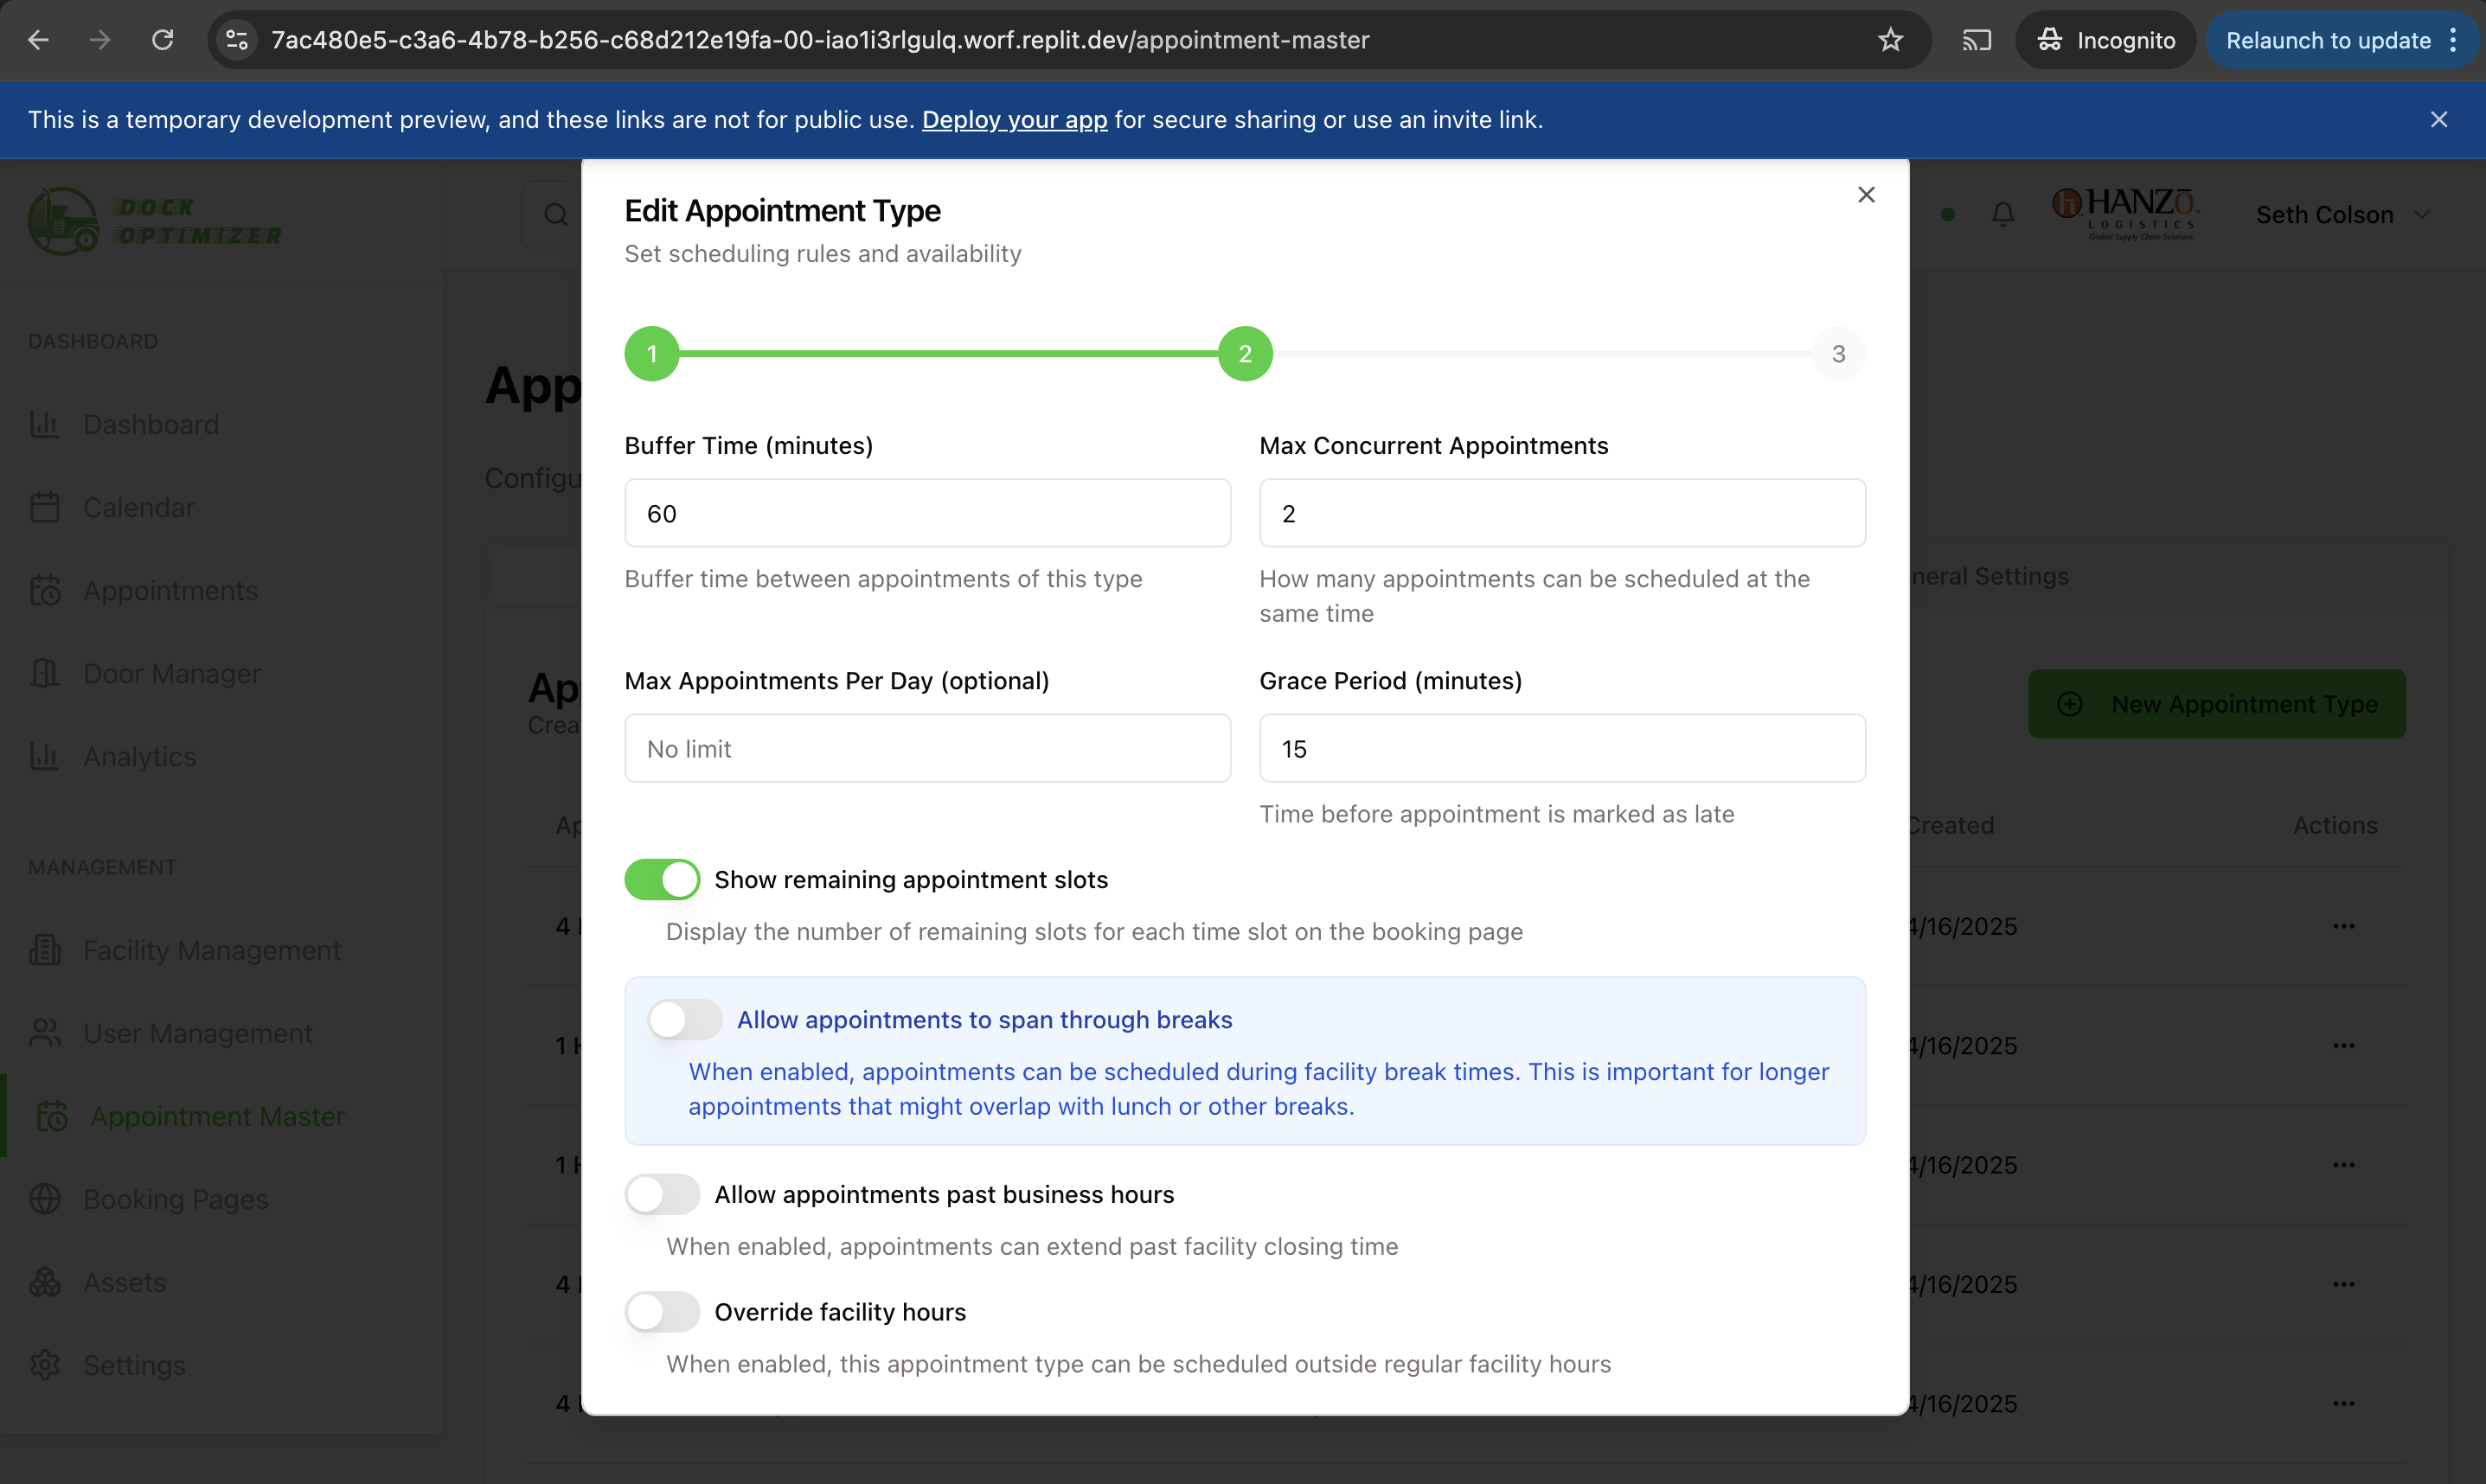 7ac480e5-c3a6-4b78-b256-c68d212e19fa-00-iao1i3rlgulq.worf.replit.dev/appointment-master
Incognito
Relaunch to update
This is a temporary development preview, and these links are not for public use. Deploy your app for secure sharing or use an invite link.
DOCK
OPTIMIZER
HANZŌ
LOGISTICS
Global Supply Chain Solutions
Seth Colson
DASHBOARD
Dashboard
Calendar
Appointments
Door Manager
Analytics
MANAGEMENT
Facility Management
User Management
Appointment Master
Booking Pages
Assets
Settings
App
Configu
neral Settings
Ap
Crea
New Appointment Type
Ap
Created
Actions
4
4/16/2025
1 H
4/16/2025
1 H
4/16/2025
4
4/16/2025
4
4/16/2025
Edit Appointment Type
Set scheduling rules and availability
1
2
3
Buffer Time (minutes)
60
Buffer time between appointments of this type
Max Concurrent Appointments
2
How many appointments can be scheduled at the
same time
Max Appointments Per Day (optional)
No limit
Grace Period (minutes)
15
Time before appointment is marked as late
Show remaining appointment slots
Display the number of remaining slots for each time slot on the booking page
Allow appointments to span through breaks
When enabled, appointments can be scheduled during facility break times. This is important for longer
appointments that might overlap with lunch or other breaks.
Allow appointments past business hours
When enabled, appointments can extend past facility closing time
Override facility hours
When enabled, this appointment type can be scheduled outside regular facility hours